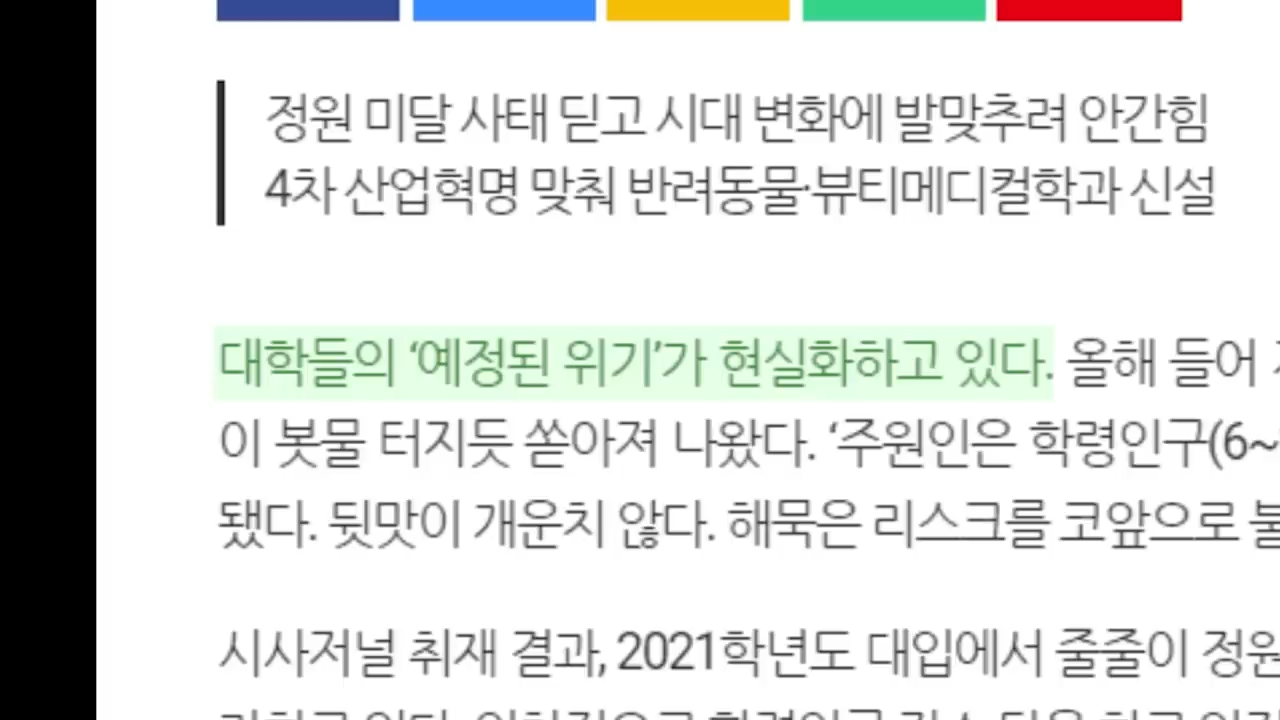 정원 미달 사태 딛고 시대 변화에 발맞추려 안간힘
4차 산업혁명 맞춰 반려동물·뷰티메디컬학과 신설
대학들의 ‘예정된 위기’가 현실화하고 있다. 올해 들어
이 봇물 터지듯 쏟아져 나왔다. ‘주원인은 학령인구(6~
됐다. 뒷맛이 개운치 않다. 해묵은 리스크를 코앞으로
시사저널 취재 결과, 2021학년도 대입에서 줄줄이 정원